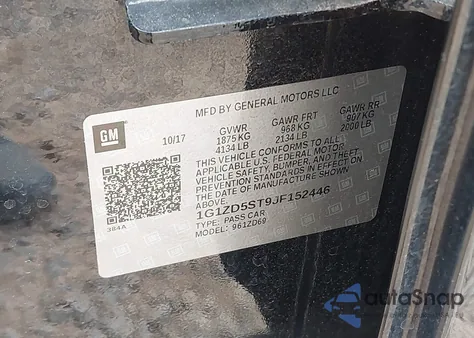 MFD BY GENERAL MOTORS LLC
GM
10/17
GVWR GAWR FRT GAWR RR
1875 KG 968 KG 907 KG
4134 LB 2134 LB 2000 LB
THIS VEHICLE CONFORMS TO ALL
APPLICABLE U.S. FEDERAL MOTOR
VEHICLE SAFETY, BUMPER, AND THEFT
PREVENTION STANDARDS IN EFFECT ON
THE DATE OF MANUFACTURE SHOWN
ABOVE.
1G1ZD5ST9JF152446
TYPE: PASS CAR
MODEL: 961ZD69
384A
autoSnap